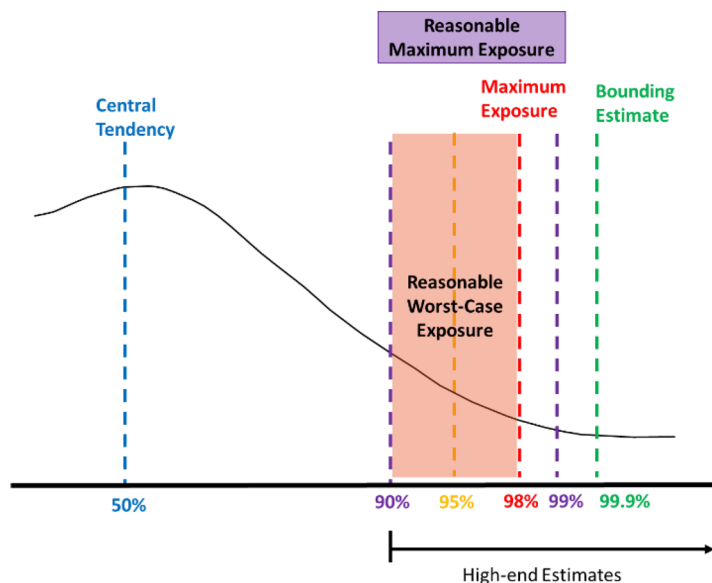 Reasonable
Maximum Exposure
Central
Tendency
Maximum
Exposure
Bounding
Estimate
Reasonable
Worst-Case
Exposure
50%
90%
95%
98%
99%
99.9%
High-end Estimates